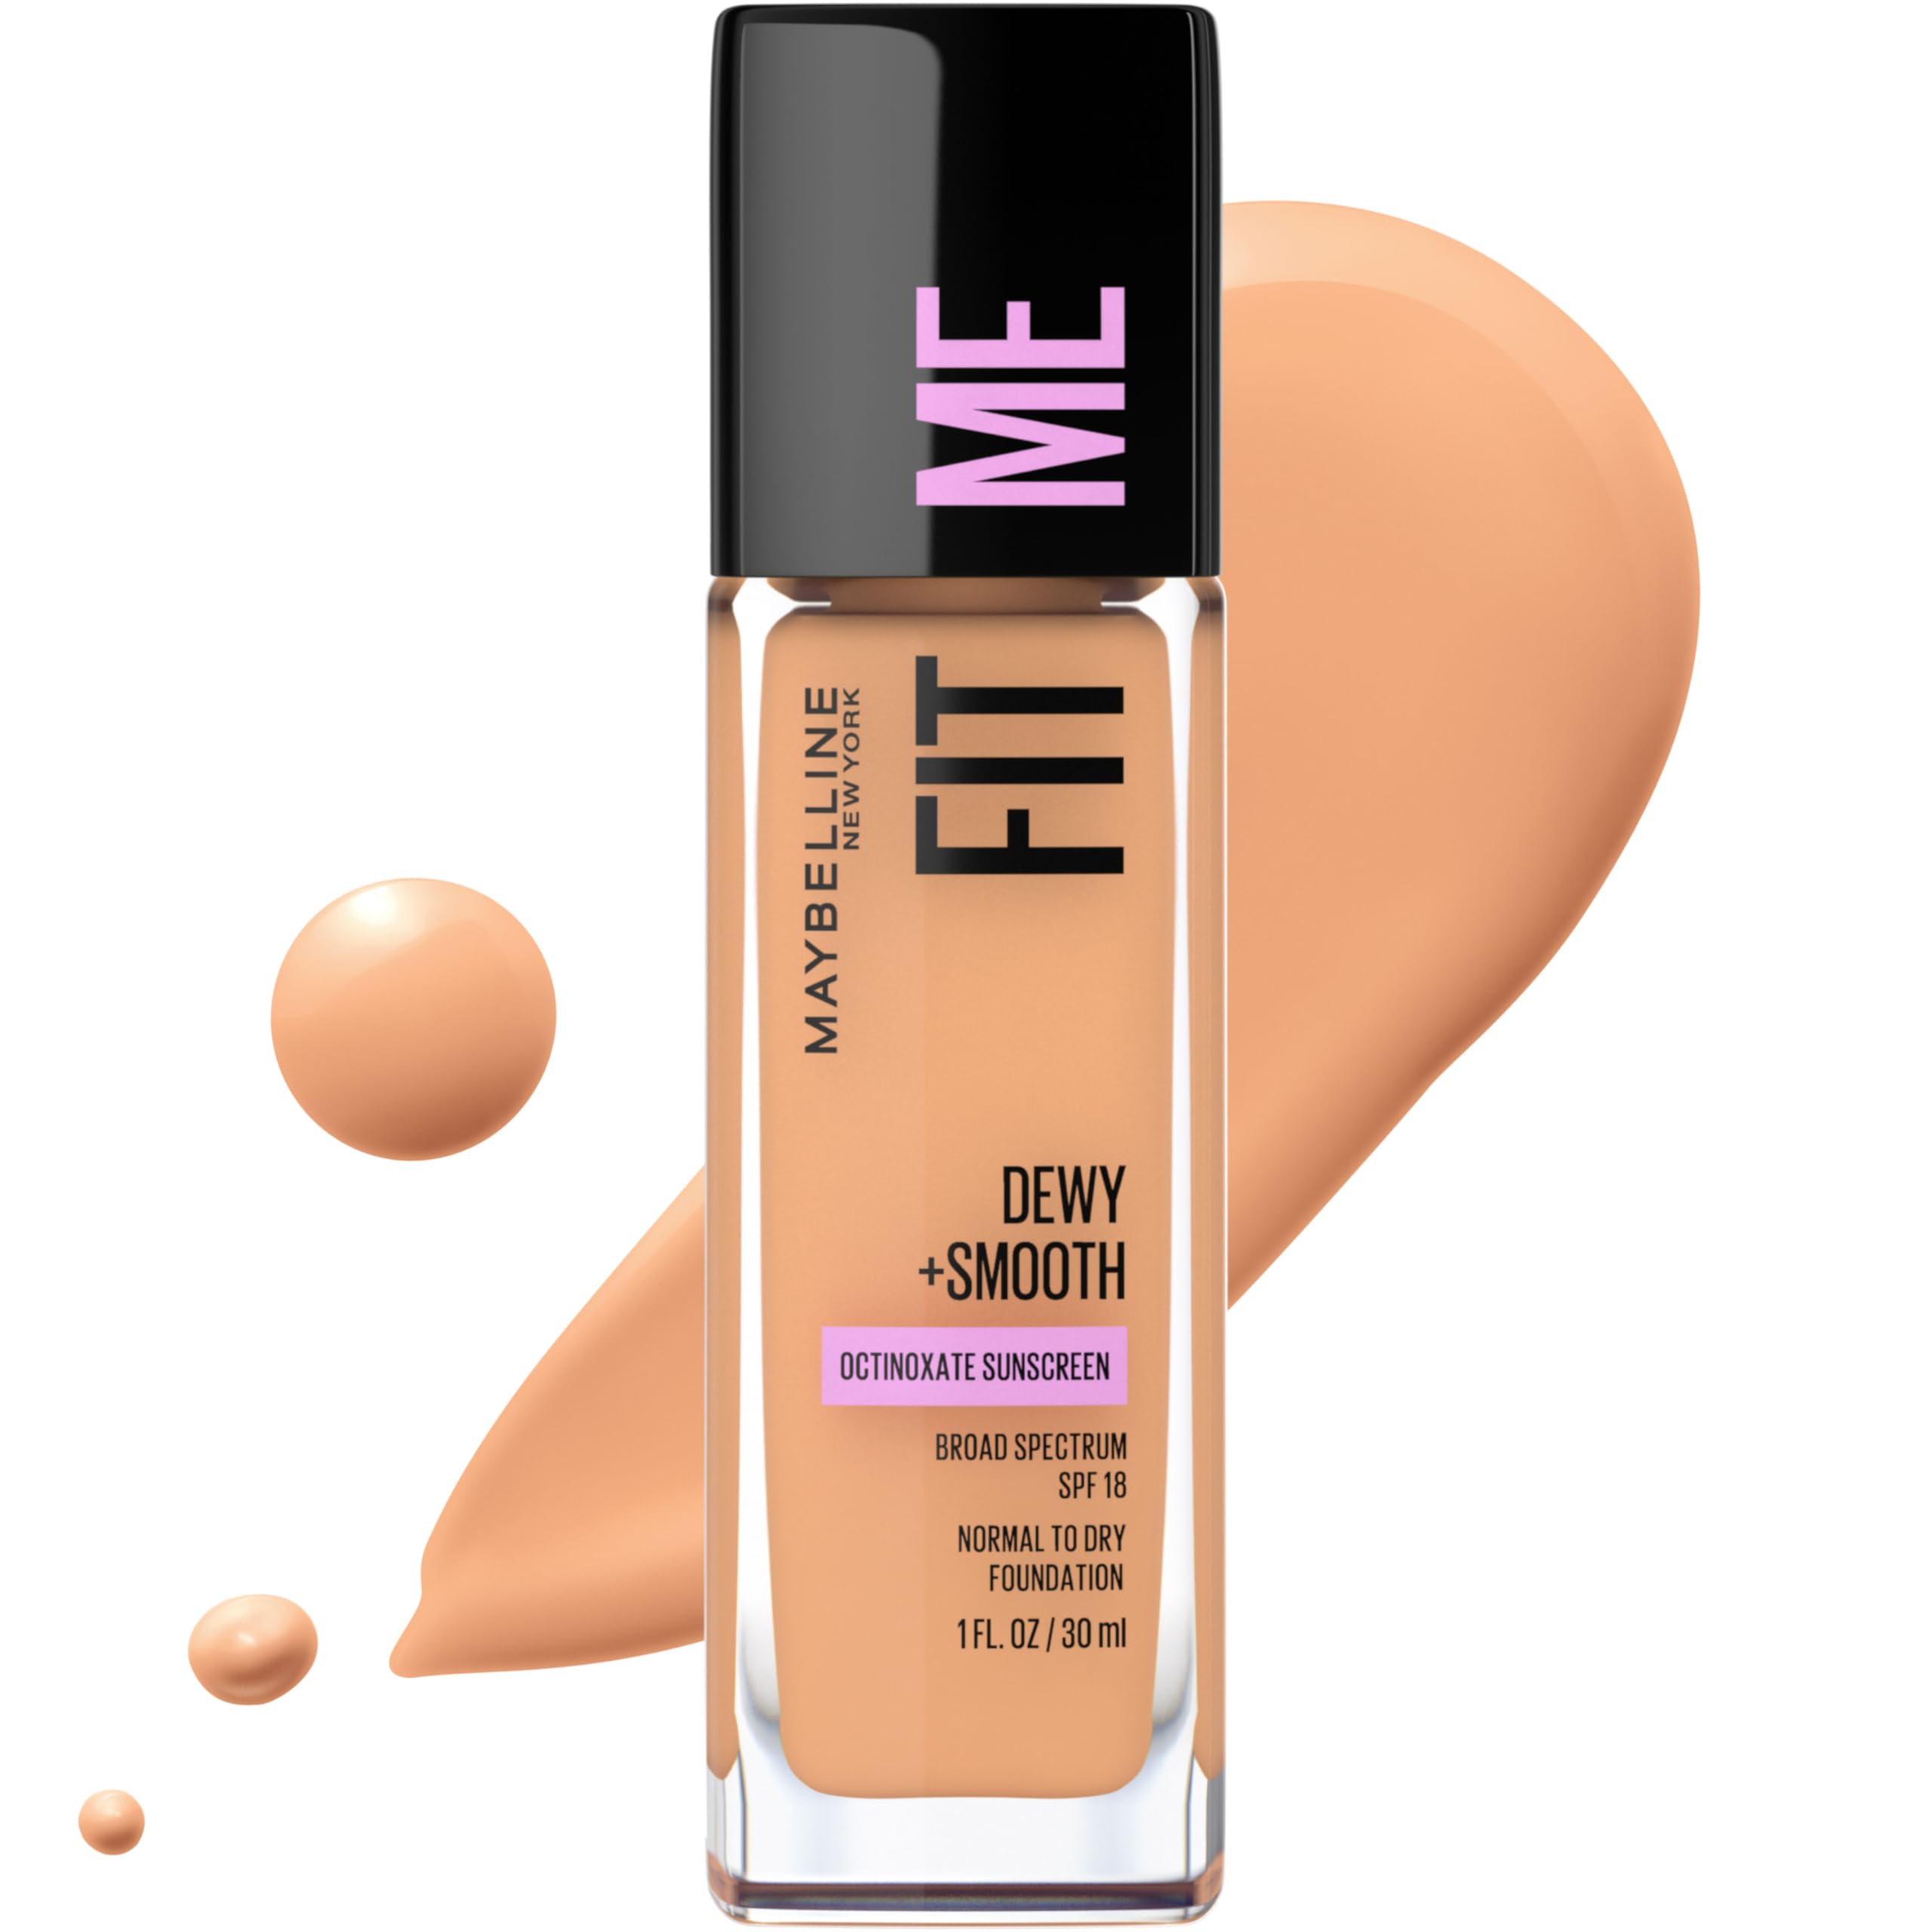 FIT ME
MAYBELLINE
NEW YORK
DEWY
+SMOOTH
OCTINOXATE SUNSCREEN
BROAD SPECTRUM
SPF 18
NORMAL TO DRY
FOUNDATION
1 FL. OZ / 30 ml